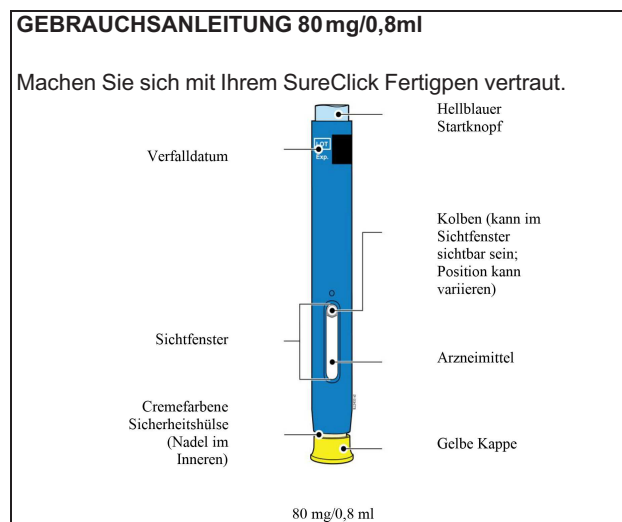 GEBRAUCHSANLEITUNG 80 mg/0,8ml
Machen Sie sich mit Ihrem SureClick Fertigpen vertraut.
Hellblauer
Startknopf
LOT
Exp.
Verfalldatum
Kolben (kann im
Sichtfenster
sichtbar sein;
Position kann
variieren)
Sichtfenster
Arzneimittel
Cremefarbene
Sicherheitshülse
(Nadel im
Inneren)
Gelbe Kappe
80 mg/0,8 ml